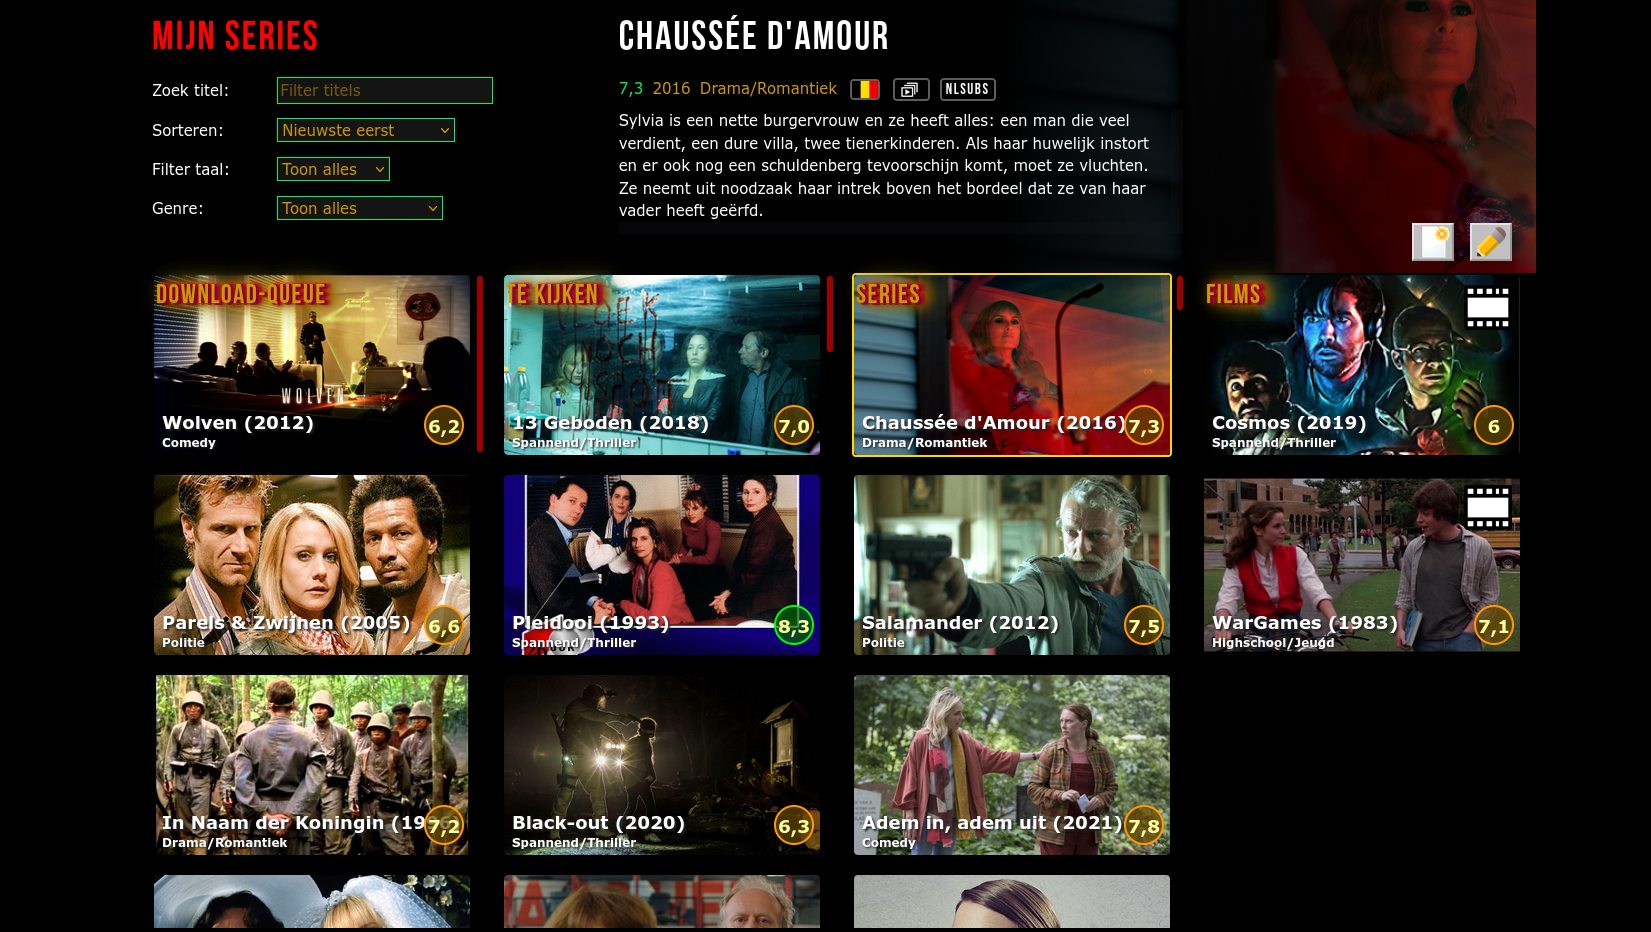 MIJN SERIES
Zoek titel:
Filter titels
Sorteren:
Nieuwste eerst
Filter taal:
Toon alles
Genre:
Toon alles
CHAUSSÉE D'AMOUR
7,3 2016 Drama/Romantiek NLSUBS
Sylvia is een nette burgervrouw en ze heeft alles: een man die veel
verdient, een dure villa, twee tienerkinderen. Als haar huwelijk instort
en er ook nog een schuldenberg tevoorschijn komt, moet ze vluchten.
Ze neemt uit noodzaak haar intrek boven het bordeel dat ze van haar
vader heeft geërfd.
DOWNLOAD-QUEUE
WOLVEN
Wolven (2012)
Comedy
6,2
TE KIJKEN
13 Geboden (2018)
Spannend/Thriller
7,0
SERIES
Chaussée d'Amour (2016)
Drama/Romantiek
7,3
FILMS
Cosmos (2019)
Spannend/Thriller
6
Parels & Zwijnen (2005)
Politie
6,6
Pleidooi (1993)
Spannend/Thriller
8,3
Salamander (2012)
Politie
7,5
WarGames (1983)
Highschool/Jeugd
7,1
In Naam der Koningin (19
Drama/Romantiek
7,2
Black-out (2020)
Spannend/Thriller
6,3
Adem in, adem uit (2021)
Comedy
7,8